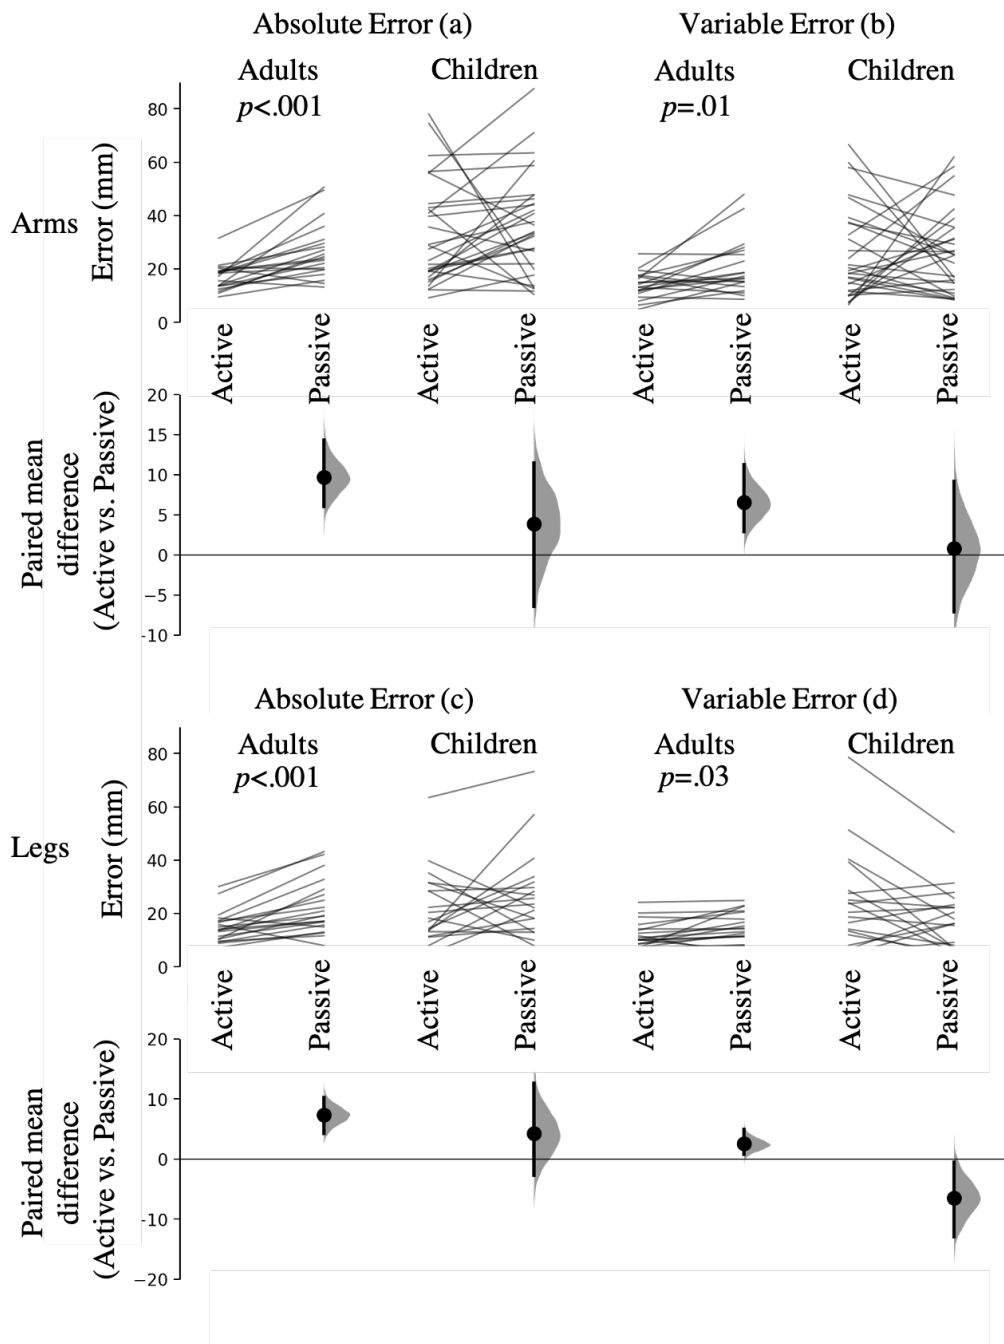 Absolute Error (a)
Variable Error (b)
Adults
Children
Adults
Children
p<.001
p=.01
Arms
Error (mm)
80
60
40
20
0
Active
Passive
Active
Passive
Active
Passive
Active
Passive
Paired mean
difference
(Active vs. Passive)
20
15
10
5
0
−5
-10
Absolute Error (c)
Variable Error (d)
Adults
Children
Adults
Children
p<.001
p=.03
Legs
Error (mm)
80
60
40
20
0
Active
Passive
Active
Passive
Active
Passive
Active
Passive
Paired mean
difference
(Active vs. Passive)
20
10
0
-10
−20